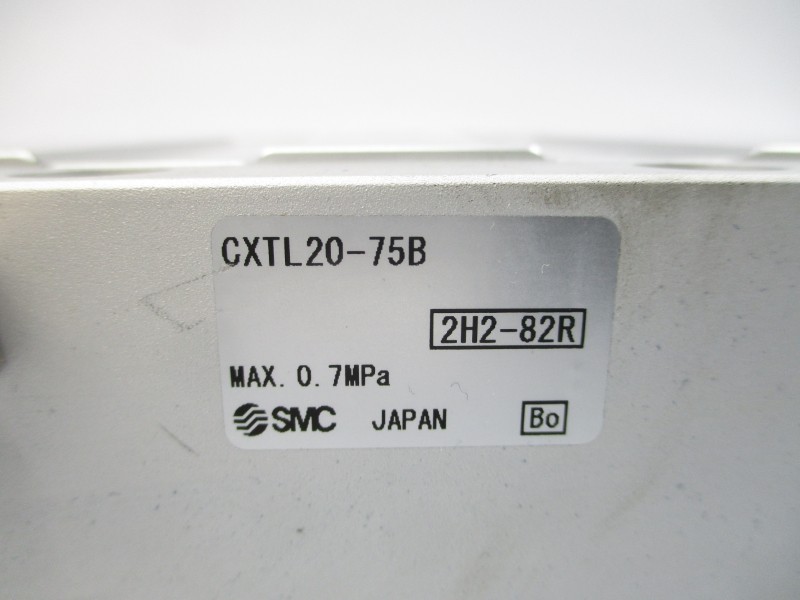 CXTL20-75B
2H2-82R
MAX. 0.7MPa
SMC JAPAN Bo